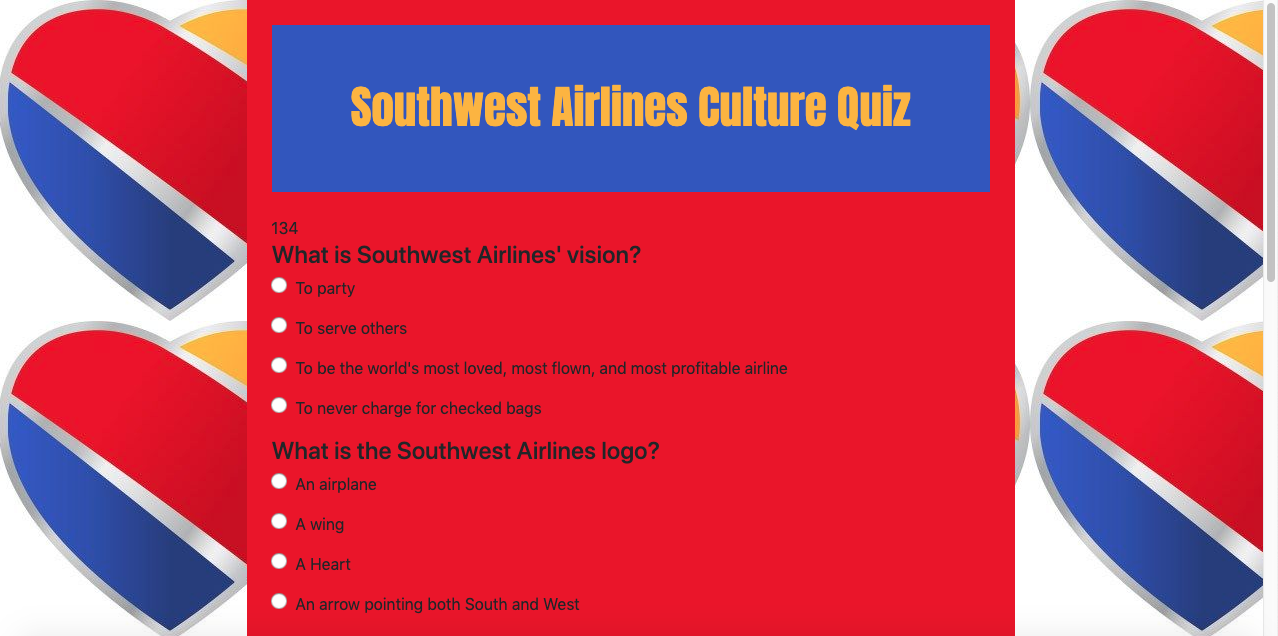 Southwest Airlines Culture Quiz
134
What is Southwest Airlines' vision?
To party
To serve others
To be the world's most loved, most flown, and most profitable airline
To never charge for checked bags
What is the Southwest Airlines logo?
An airplane
A wing
A Heart
An arrow pointing both South and West